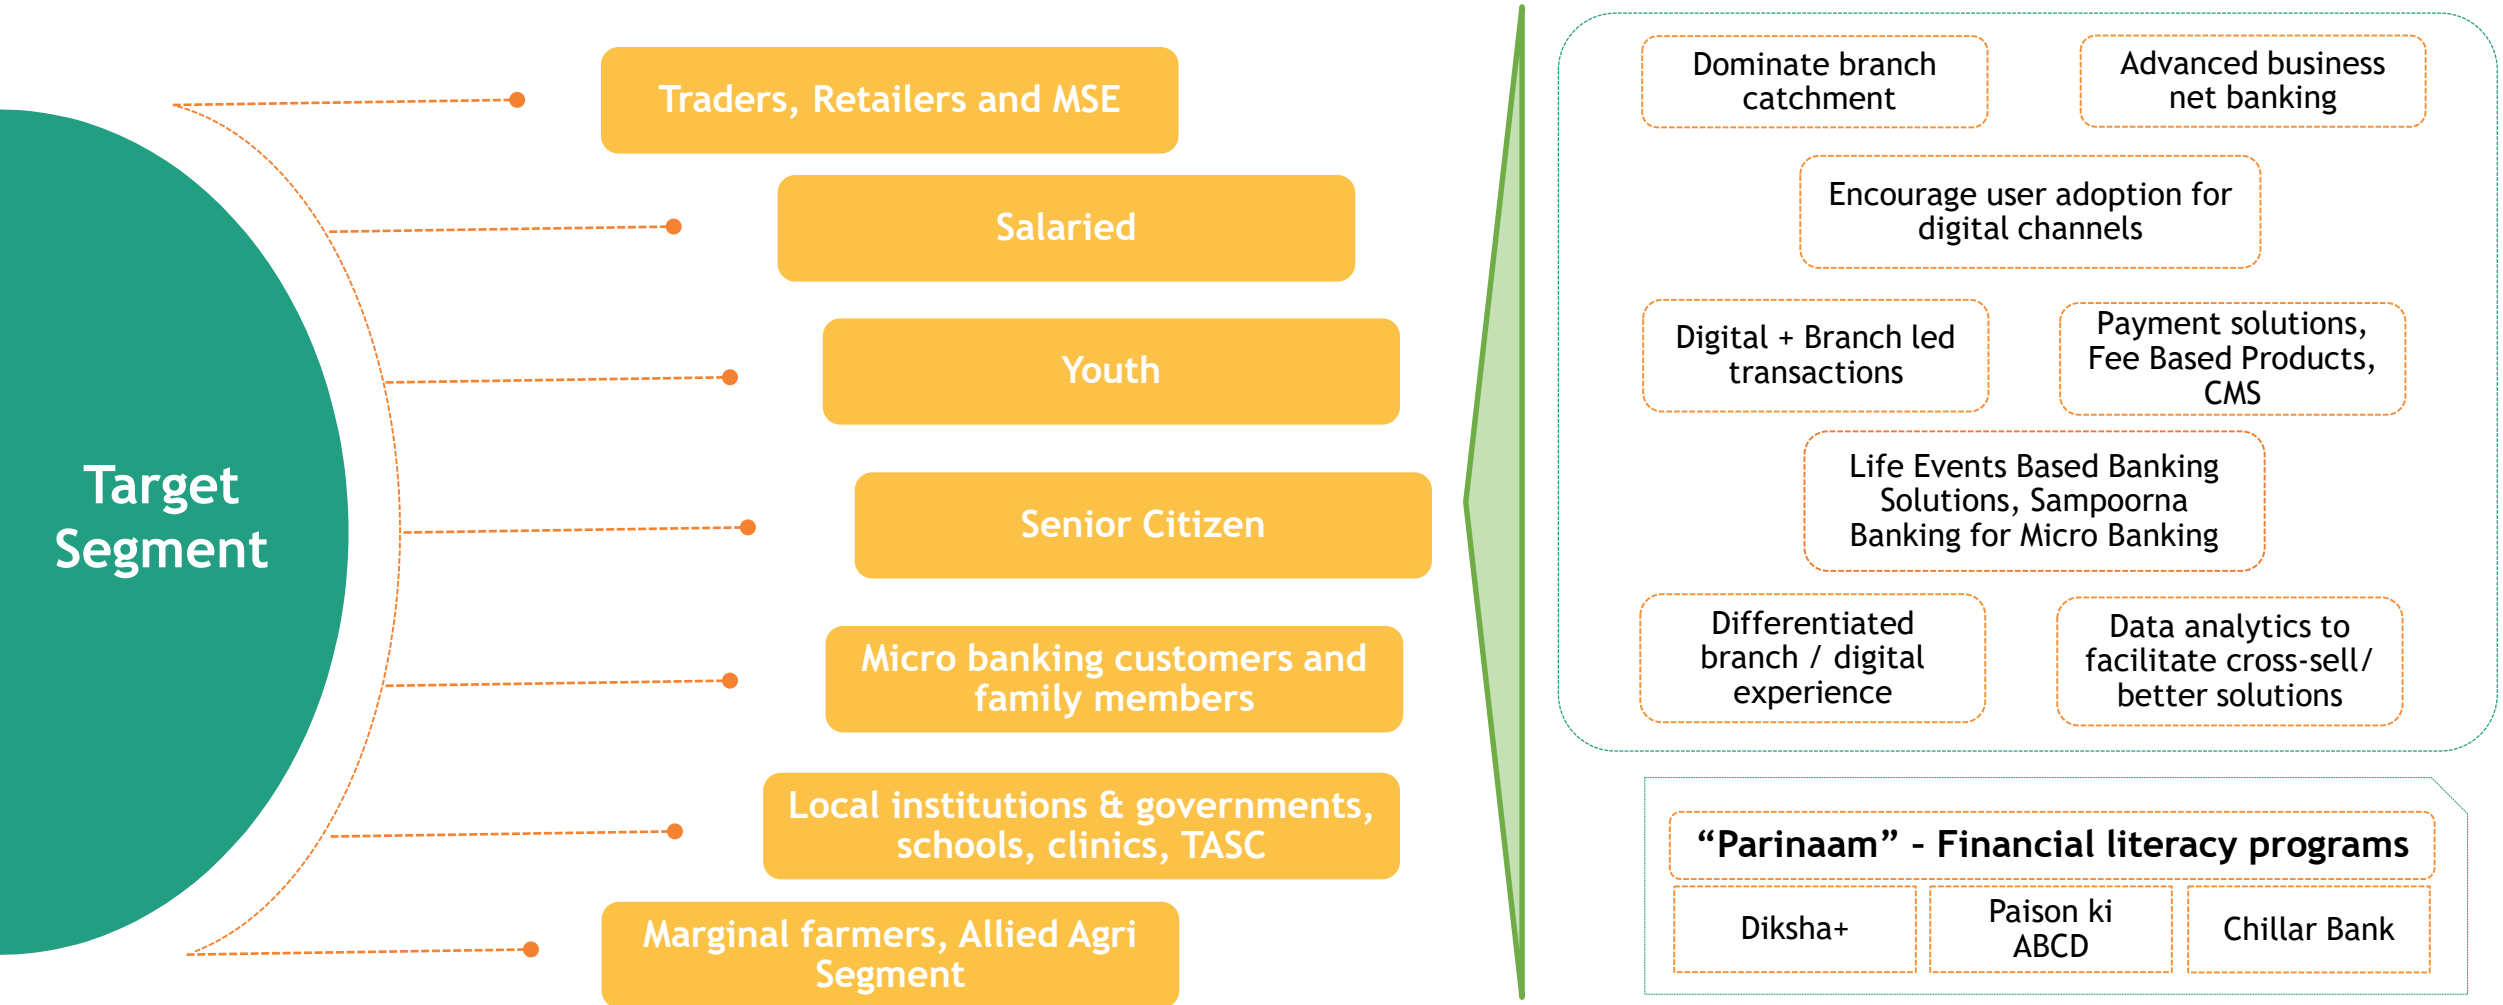 Target
Segment
Traders, Retailers and MSE
Salaried
Youth
Senior Citizen
Micro banking customers and
family members
Local institutions & governments,
schools, clinics, TASC
Marginal farmers, Allied Agri
Segment
Dominate branch
catchment
Advanced business
net banking
Encourage user adoption for
digital channels
Digital + Branch led
transactions
Payment solutions,
Fee Based Products,
CMS
Life Events Based Banking
Solutions, Sampoorna
Banking for Micro Banking
Differentiated
branch / digital
experience
Data analytics to
facilitate cross-sell/
better solutions
“Parinaam” – Financial literacy programs
Diksha+
Paison ki
ABCD
Chillar Bank